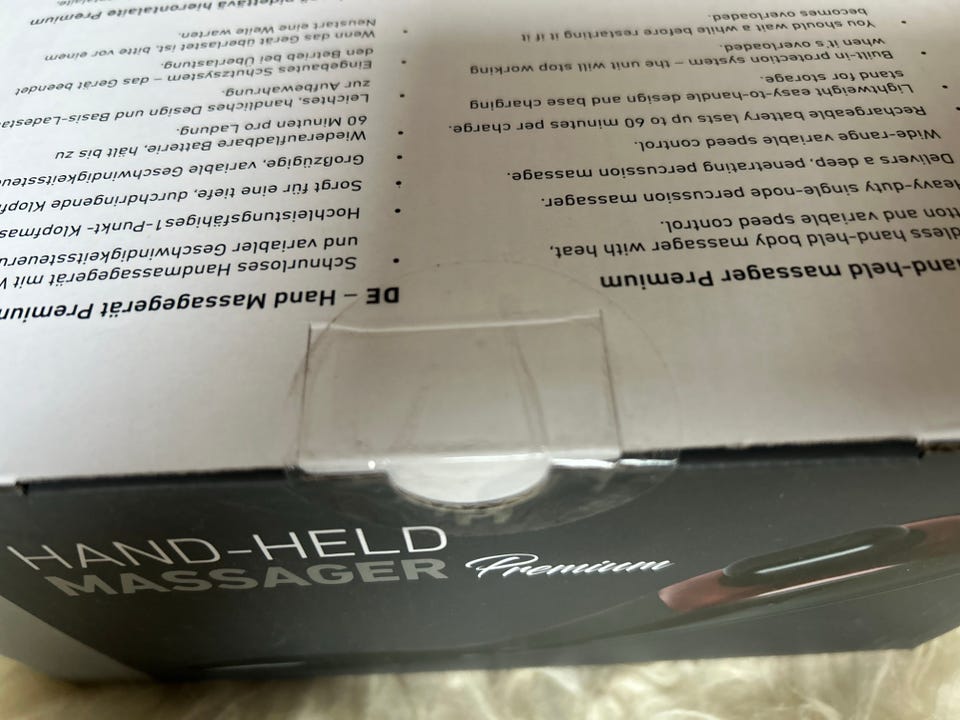 HAND-HELD
MASSAGER Premium
and-held massager Premium
dless hand-held body massager with heat,
tton and variable speed control.
Heavy-duty single-node percussion massager.
Delivers a deep, penetrating percussion massage.
Wide-range variable speed control.
Rechargeable battery lasts up to 60 minutes per charge.
• Lightweight easy-to-handle design and base charging
stand for storage.
• Built-in protection system – the unit will stop working
when it's overloaded.
• You should wait a while before restarting it if it
becomes overloaded.
DE – Hand Massagegerät Premium
• Schnurloses Handmassagegerät mit
und variabler Geschwindigkeitssteuerun
• Hochleistungsfähiges-1-Punkt- Klopfmas
• Sorgt für eine tiefe, durchdringende Klopf
• Großzügige, variable Geschwindigkeitssteue
• Wiederaufladbare Batterie, hält, bis zu
60 Minuten pro Ladung.
• Leichtes, handliches Design und Basis-Ladesta
zur Aufbewahrung.
• Eingebautes Schutzsystem – das Gerät beendet
den Betrieb bei Überlastung.
• Wenn das Gerät überlastet ist, bitte vor einem
Neustart eine Weile warten.
pidettävä hierontalaite Premium